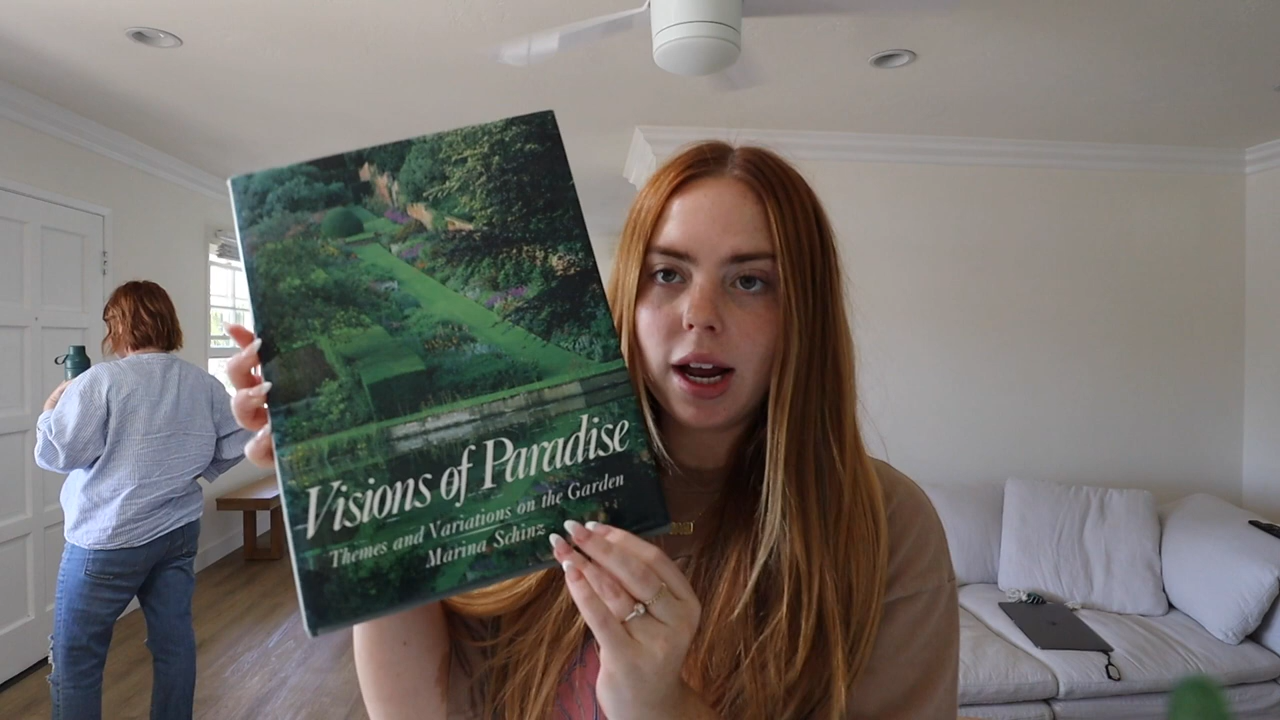 Visions of Paradise
Themes and Variations on the Garden
Marina Schinz